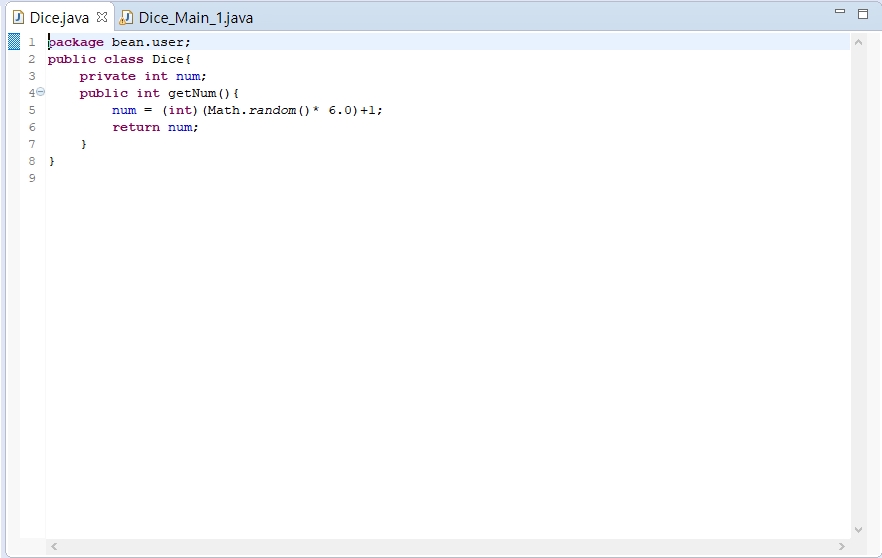 Dice.java Dice_Main_1.java
1 package bean.user;
2 public class Dice{
3     private int num;
4     public int getNum(){
5         num = (int)(Math.random()* 6.0)+1;
6         return num;
7     }
8 }
9